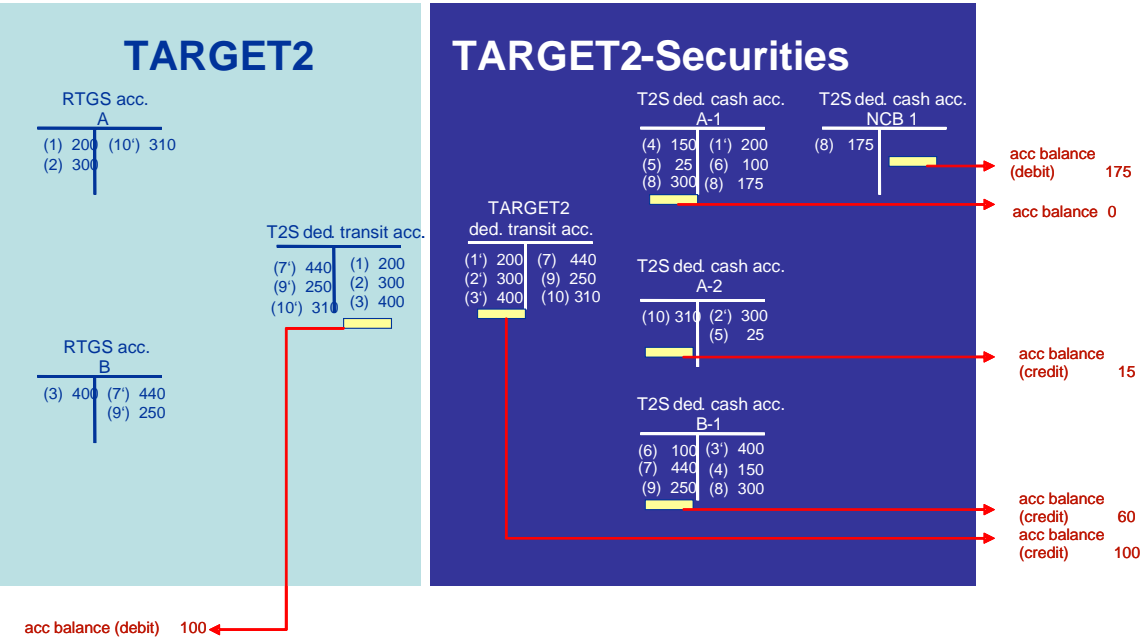 TARGET2
RTGS acc.
A
(1) 200 (10‘) 310
(2) 300
T2S ded. transit acc.
(7‘) 440 (1) 200
(9‘) 250 (2) 300
(10‘) 310 (3) 400
RTGS acc.
B
(3) 400 (7‘) 440
(9‘) 250
TARGET2-Securities
T2S ded. cash acc.
A-1
(4) 150 (1‘) 200
(5) 25 (6) 100
(8) 300 (8) 175
T2S ded. cash acc.
NCB 1
(8) 175
TARGET2
ded. transit acc.
(1‘) 200 (7) 440
(2‘) 300 (9) 250
(3‘) 400 (10) 310
T2S ded. cash acc.
A-2
(10) 310 (2‘) 300
(5) 25
T2S ded. cash acc.
B-1
(6) 100 (3‘) 400
(7) 440 (4) 150
(9) 250 (8) 300
acc balance
(debit) 175
acc balance 0
acc balance
(credit) 15
acc balance
(credit) 60
acc balance
(credit) 100
acc balance (debit) 100